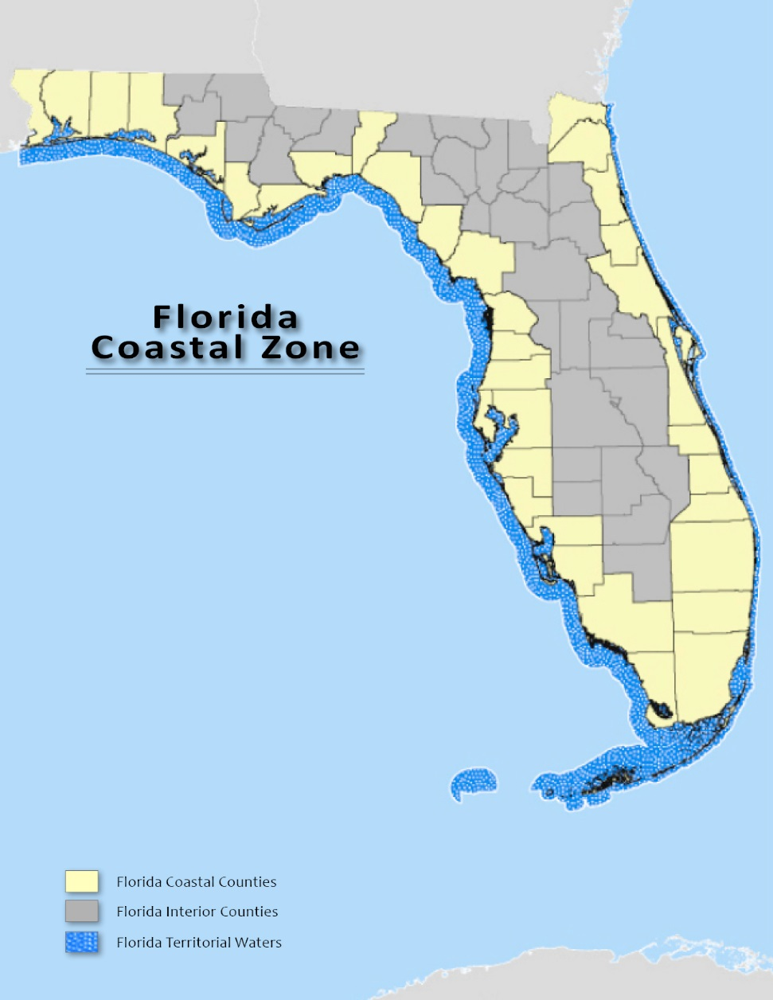 Florida
Coastal Zone
Florida Coastal Counties
Florida Interior Counties
Florida Territorial Waters